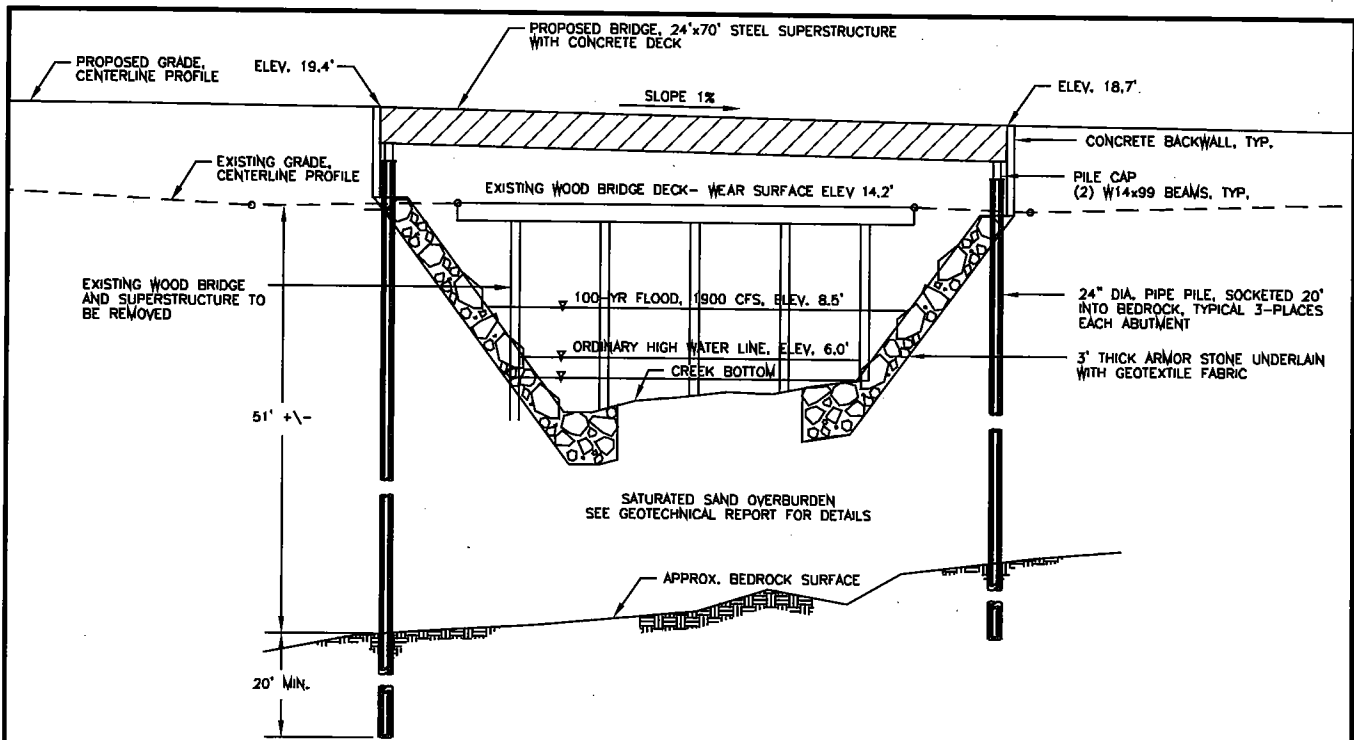 PROPOSED BRIDGE, 24'x70' STEEL SUPERSTRUCTURE
WITH CONCRETE DECK
PROPOSED GRADE,
CENTERLINE PROFILE
ELEV. 19.4'
SLOPE 1%
ELEV. 18.7'
CONCRETE BACKWALL, TYP.
EXISTING GRADE,
CENTERLINE PROFILE
EXISTING WOOD BRIDGE DECK- WEAR SURFACE ELEV 14.2'
PILE CAP
(2) W14x99 BEAMS, TYP.
EXISTING WOOD BRIDGE
AND SUPERSTRUCTURE TO
BE REMOVED
100-YR FLOOD, 1900 CFS, ELEV. 8.5'
24" DIA. PIPE PILE, SOCKETED 20'
INTO BEDROCK, TYPICAL 3-PLACES
EACH ABUTMENT
ORDINARY HIGH WATER LINE, ELEV. 6.0'
CREEK BOTTOM
3' THICK ARMOR STONE UNDERLAIN
WITH GEOTEXTILE FABRIC
51' +\-
SATURATED SAND OVERBURDEN
SEE GEOTECHNICAL REPORT FOR DETAILS
APPROX. BEDROCK SURFACE
20' MIN.